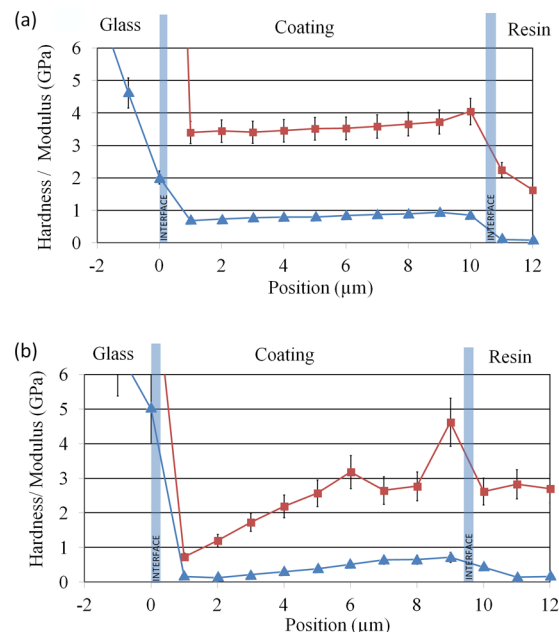 (a)
Glass Coating Resin
Hardness / Modulus (GPa)
6
5
4
3
2
1
0
INTERFACE
INTERFACE
-2 0 2 4 6 8 10 12
Position (µm)
(b)
Glass Coating Resin
Hardness/ Modulus (GPa)
6
5
4
3
2
1
0
INTERFACE
INTERFACE
-2 0 2 4 6 8 10 12
Position (µm)